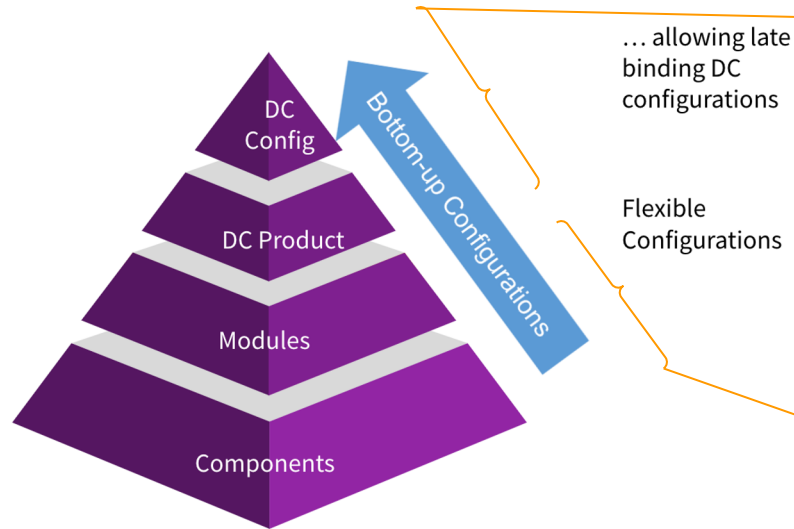 DC
Config
DC Product
Modules
Components
Bottom-up Configurations
… allowing late
binding DC
configurations
Flexible
Configurations